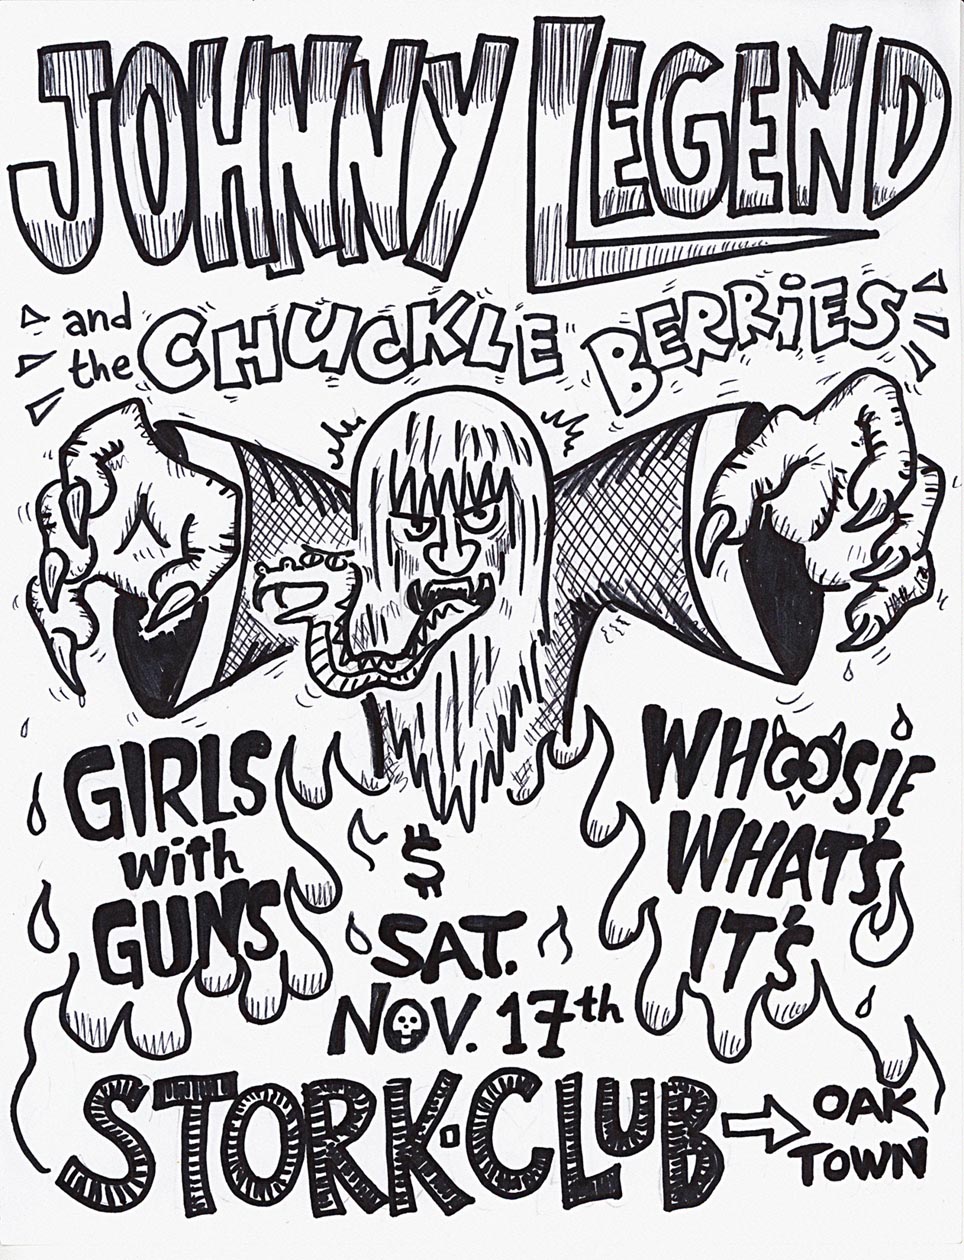 JOHNNY LEGEND
and the CHUCKLE BERRIES
GIRLS
with
GUNS
WHOOSIE
WHAT'S
IT'S
$
SAT.
NOV. 17th
STORK-CLUB
OAK
TOWN